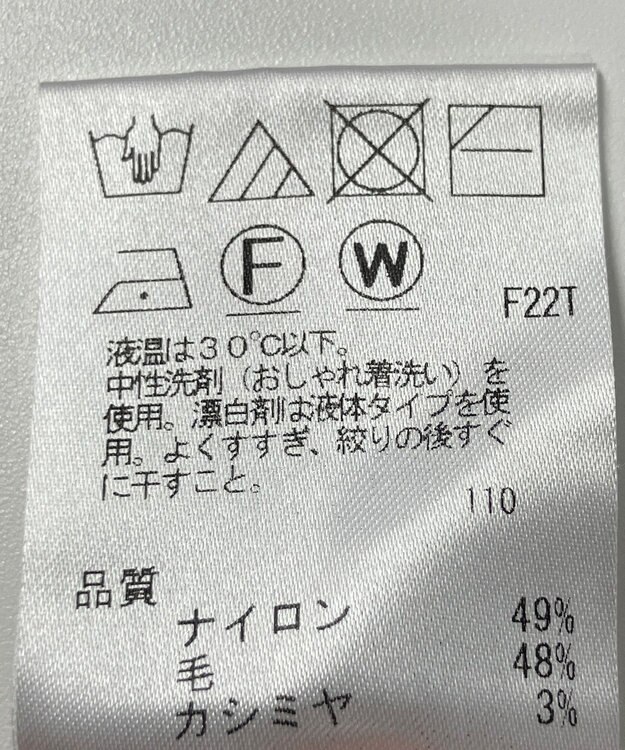 F W
F22T
液温は30℃以下。
中性洗剤（おしゃれ着洗い）を
使用。漂白剤は液体タイプを使
用。よくすすぎ、絞りの後すぐ
に干すこと。
110
品質
ナイロン 49%
毛 48%
カシミヤ 3%